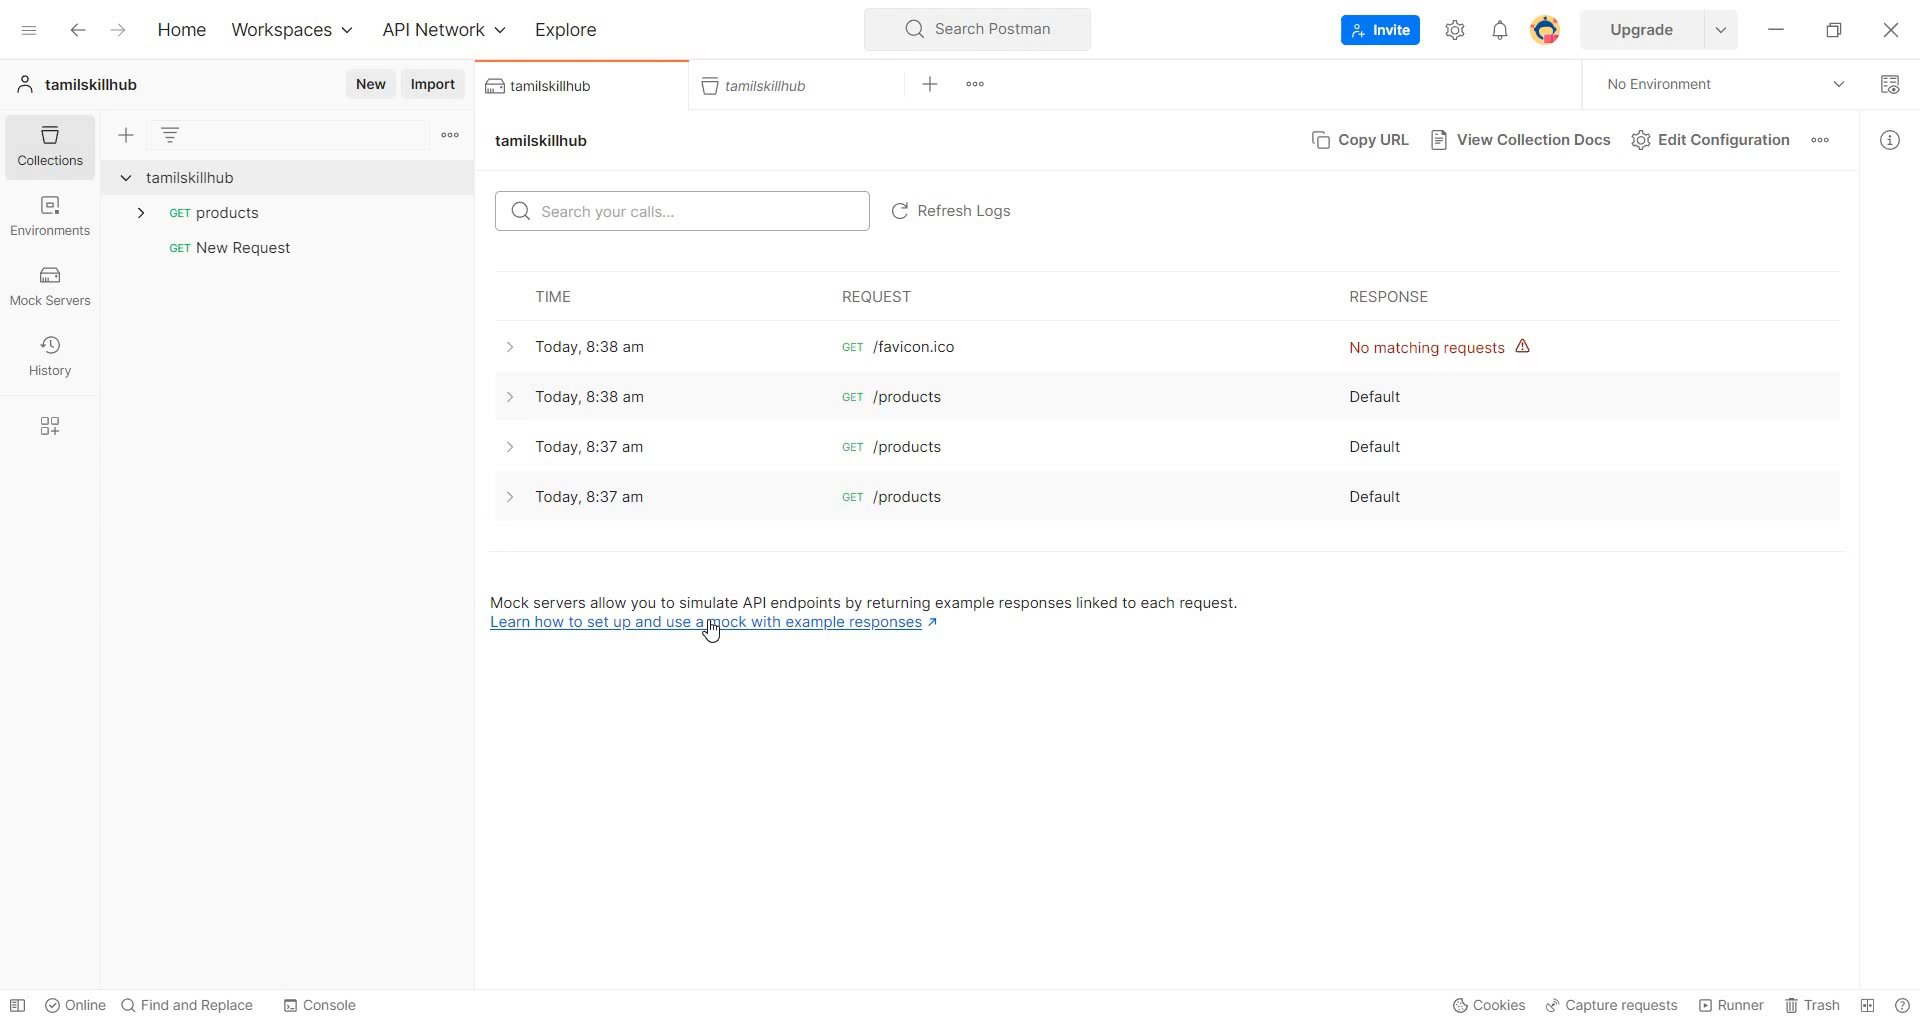 Home Workspaces API Network Explore Search Postman Invite Upgrade
tamilskillhub New Import tamilskillhub tamilskillhub No Environment
Collections
Environments
Mock Servers
History
tamilskillhub
GET products
GET New Request
tamilskillhub Copy URL View Collection Docs Edit Configuration
Search your calls... Refresh Logs
TIME REQUEST RESPONSE
Today, 8:38 am GET /favicon.ico No matching requests
Today, 8:38 am GET /products Default
Today, 8:37 am GET /products Default
Today, 8:37 am GET /products Default
Mock servers allow you to simulate API endpoints by returning example responses linked to each request.
Learn how to set up and use a mock with example responses
Online Find and Replace Console Cookies Capture requests Runner Trash